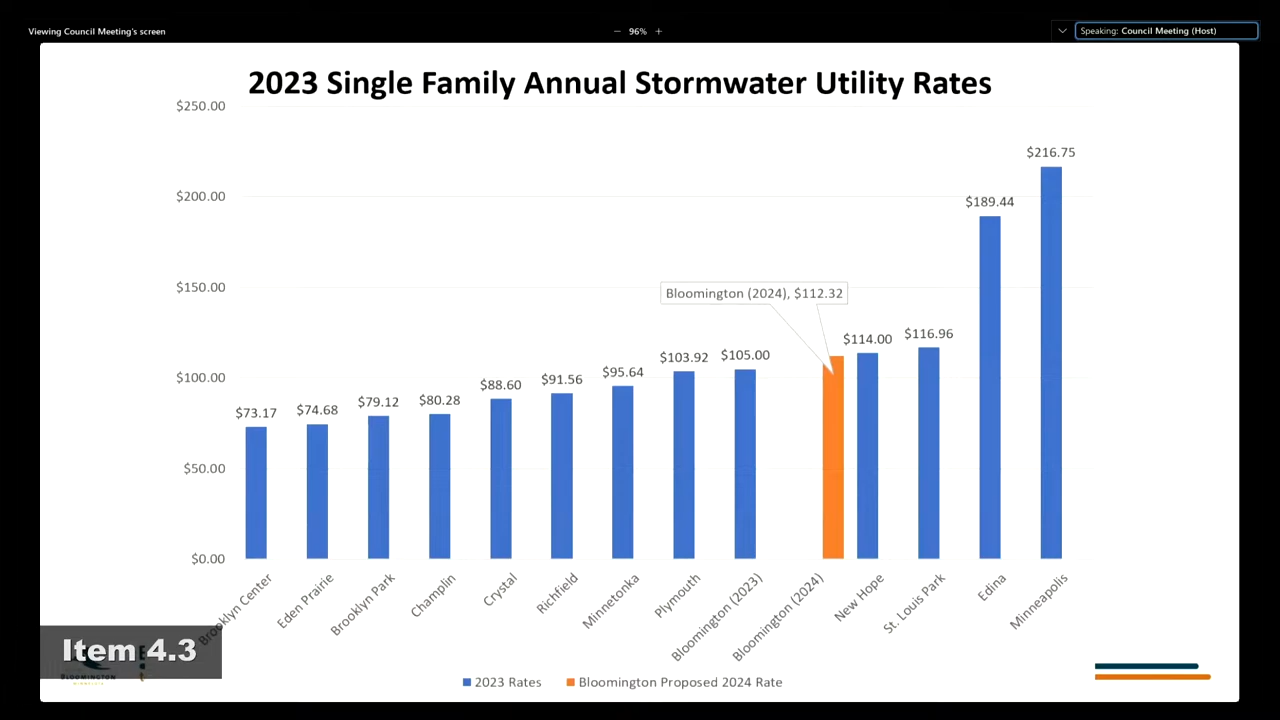 Viewing Council Meeting's screen
− 96% +
Speaking: Council Meeting (Host)
2023 Single Family Annual Stormwater Utility Rates
$250.00
$200.00
$150.00
$100.00
$50.00
$0.00
$73.17
$74.68
$79.12
$80.28
$88.60
$91.56
$95.64
$103.92
$105.00
Bloomington (2024), $112.32
$114.00
$116.96
$189.44
$216.75
Brooklyn Center
Eden Prairie
Brooklyn Park
Champlin
Crystal
Richfield
Minnetonka
Plymouth
Bloomington (2023)
Bloomington (2024)
New Hope
St. Louis Park
Edina
Minneapolis
Item 4.3
BLOOMINGTON
2023 Rates
Bloomington Proposed 2024 Rate